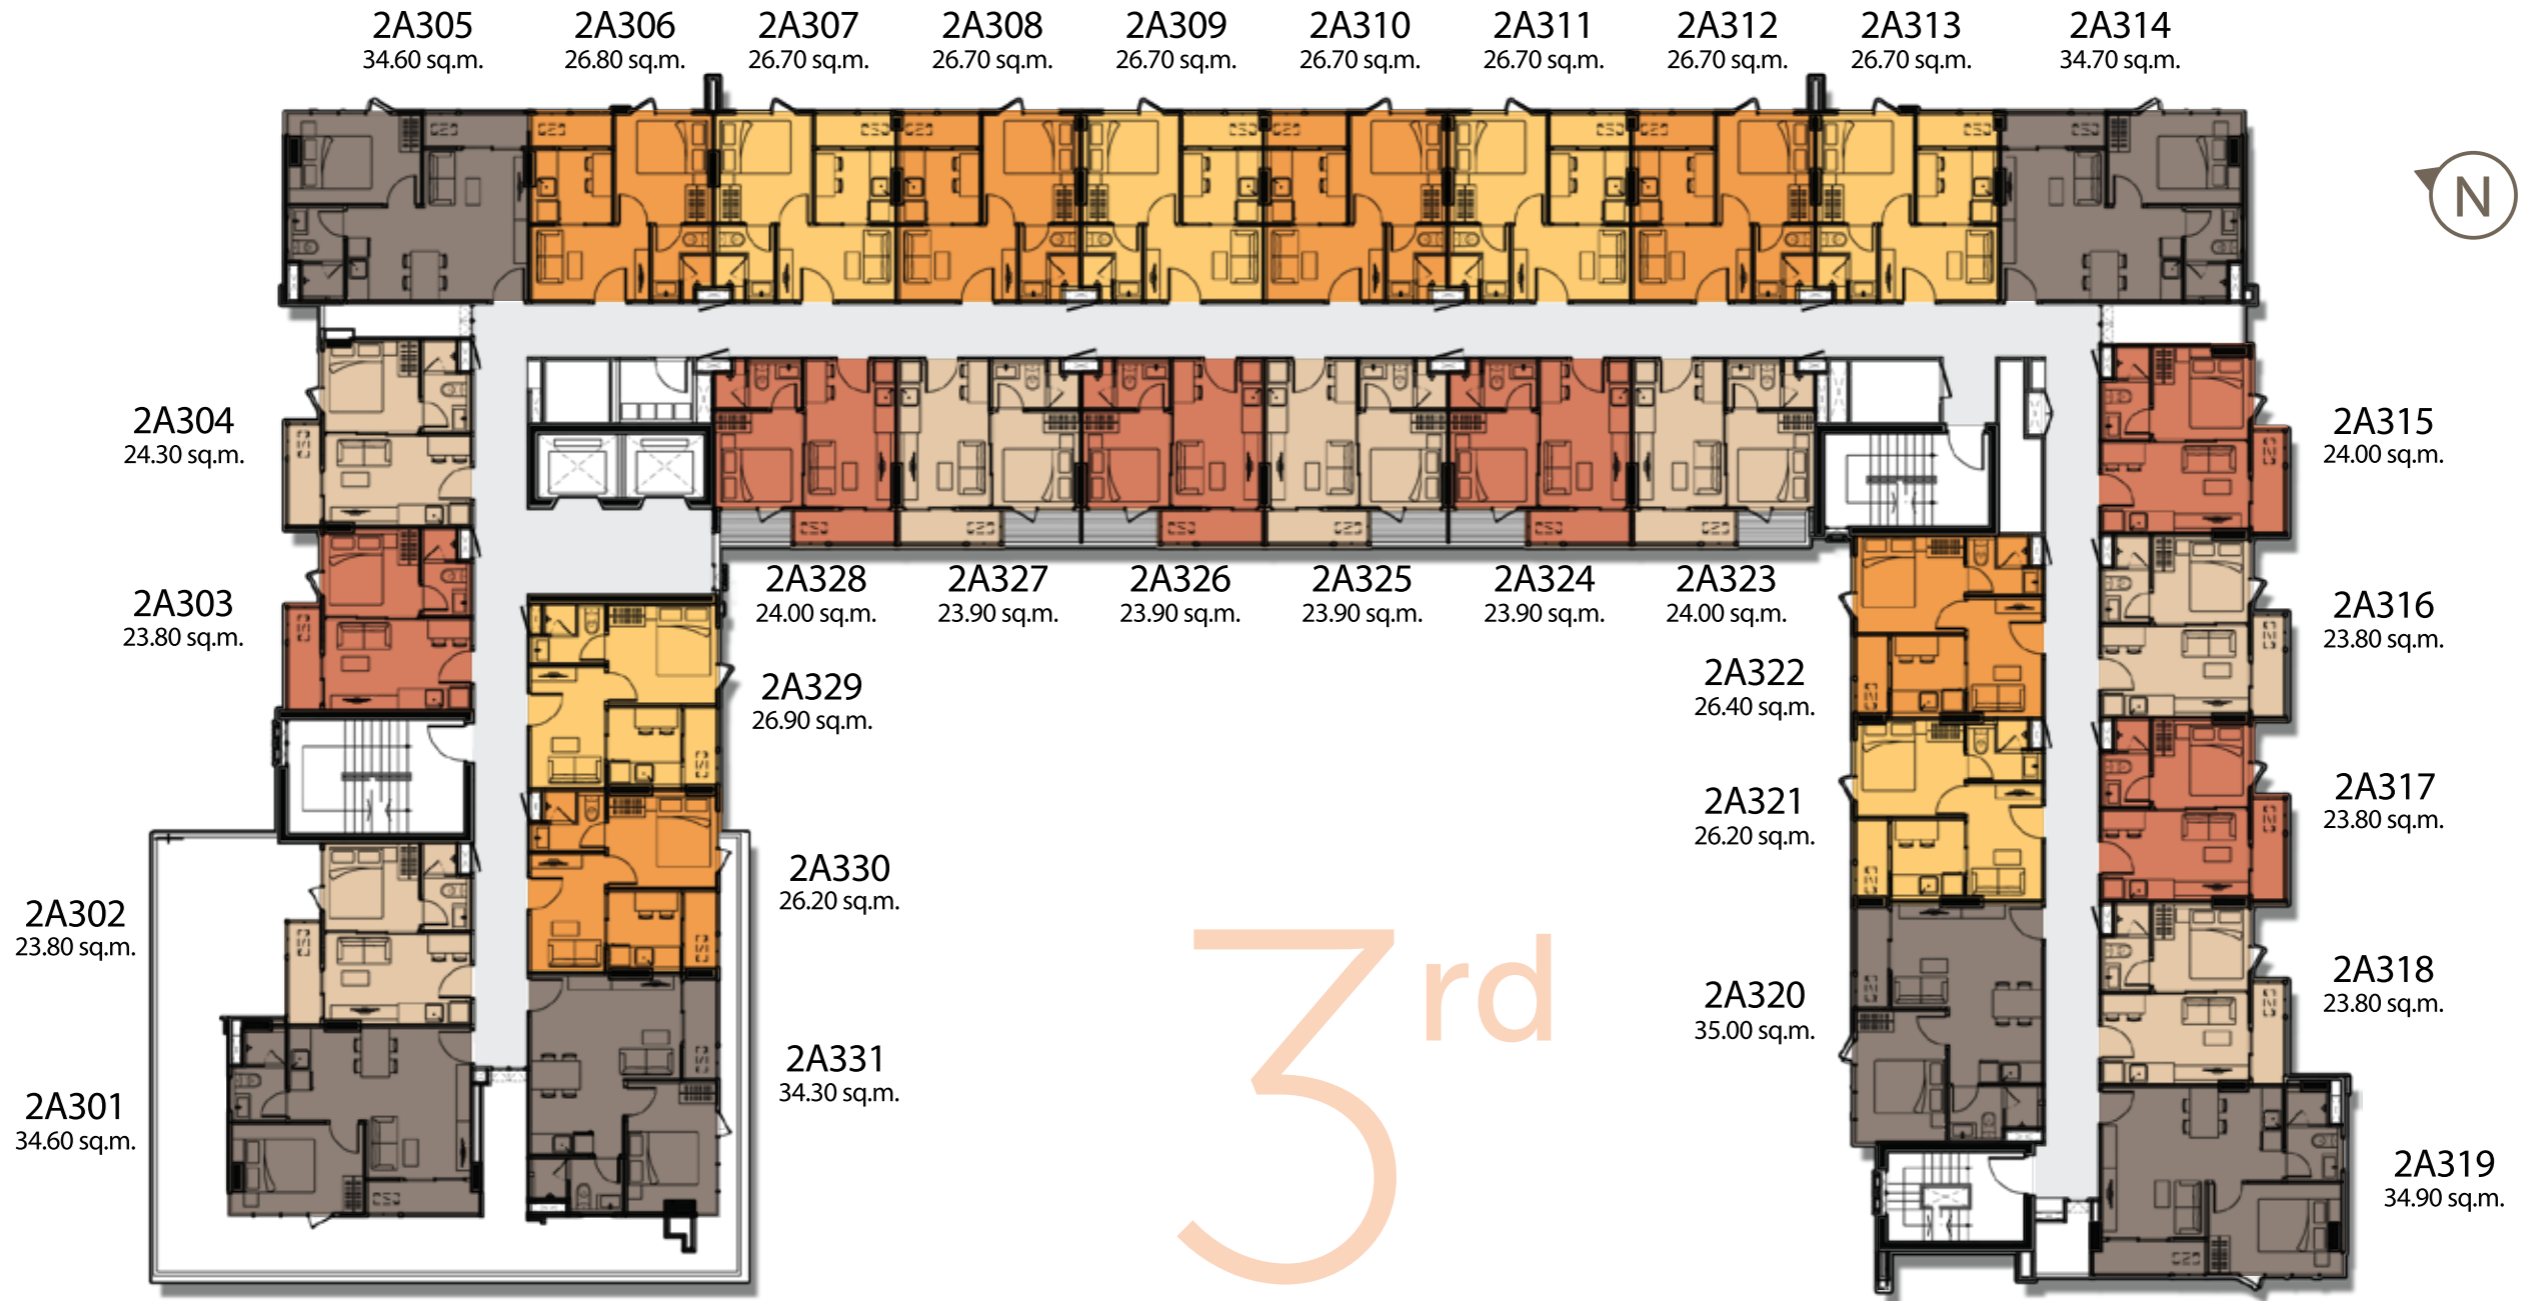 2A305
34.60 sq.m.
2A306
26.80 sq.m.
2A307
26.70 sq.m.
2A308
26.70 sq.m.
2A309
26.70 sq.m.
2A310
26.70 sq.m.
2A311
26.70 sq.m.
2A312
26.70 sq.m.
2A313
26.70 sq.m.
2A314
34.70 sq.m.
N
2A304
24.30 sq.m.
2A303
23.80 sq.m.
2A302
23.80 sq.m.
2A301
34.60 sq.m.
2A328
24.00 sq.m.
2A327
23.90 sq.m.
2A326
23.90 sq.m.
2A325
23.90 sq.m.
2A324
23.90 sq.m.
2A323
24.00 sq.m.
2A329
26.90 sq.m.
2A330
26.20 sq.m.
2A331
34.30 sq.m.
3rd
2A322
26.40 sq.m.
2A321
26.20 sq.m.
2A320
35.00 sq.m.
2A315
24.00 sq.m.
2A316
23.80 sq.m.
2A317
23.80 sq.m.
2A318
23.80 sq.m.
2A319
34.90 sq.m.